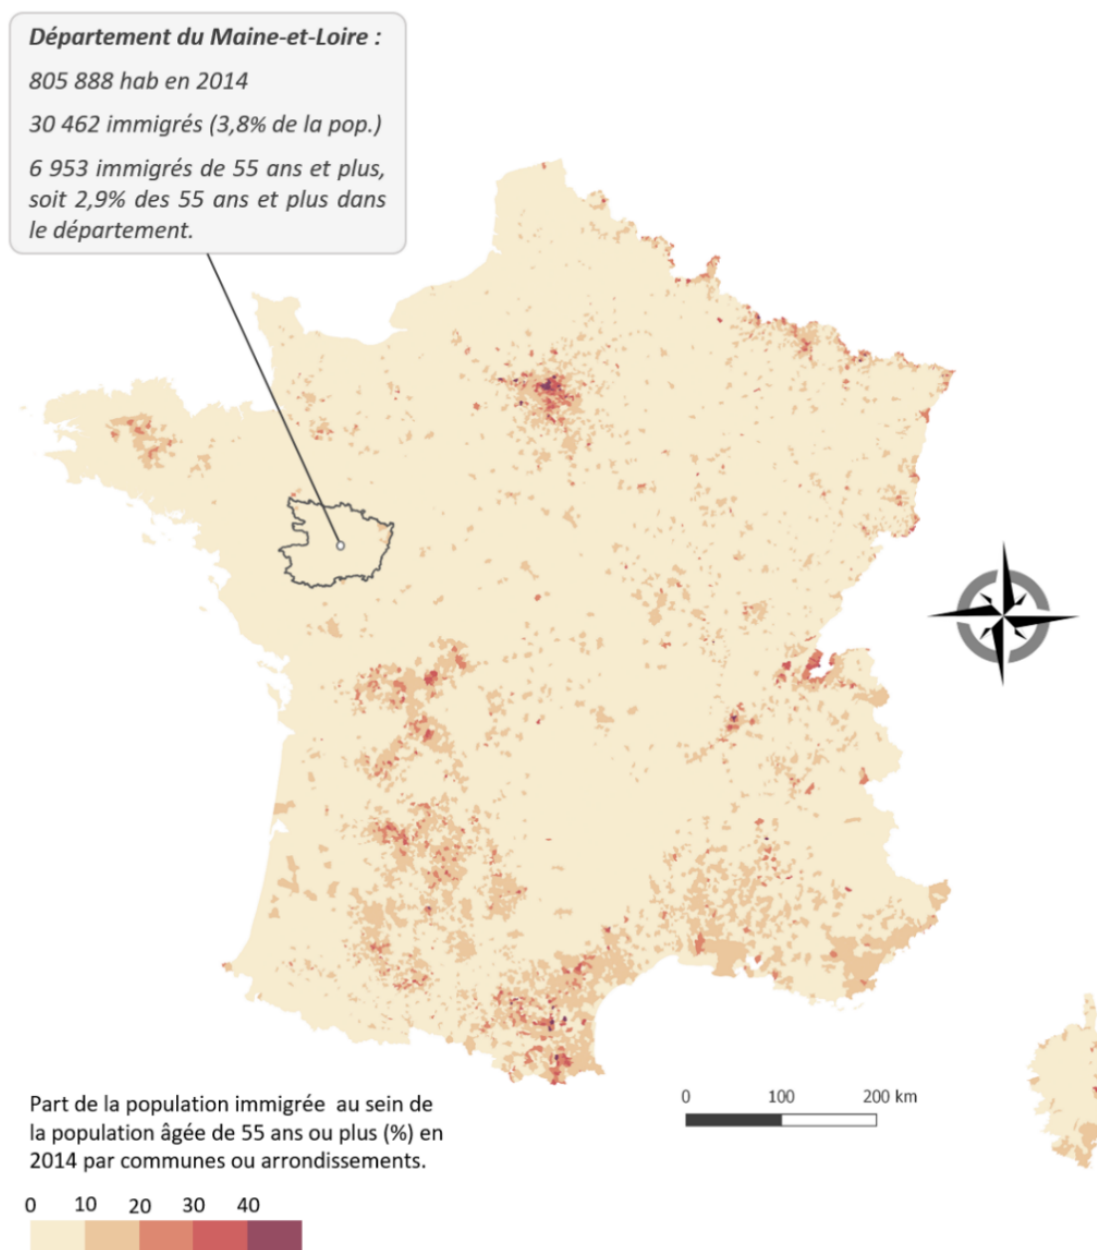 Département du Maine-et-Loire :
805 888 hab en 2014
30 462 immigrés (3,8% de la pop.)
6 953 immigrés de 55 ans et plus,
soit 2,9% des 55 ans et plus dans
le département.
0 100 200 km
Part de la population immigrée au sein de
la population âgée de 55 ans ou plus (%) en
2014 par communes ou arrondissements.
0 10 20 30 40